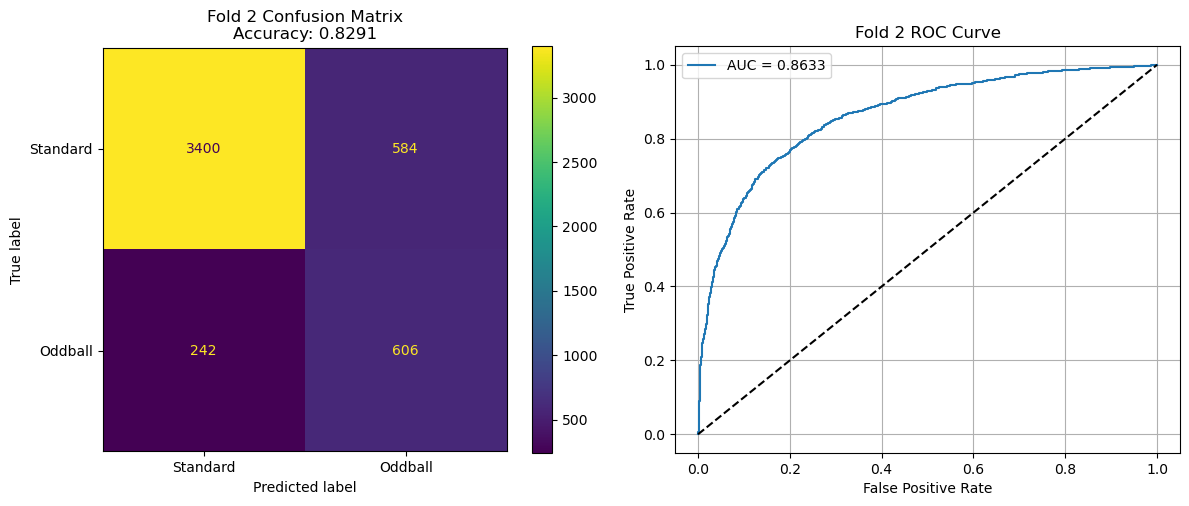 Fold 2 Confusion Matrix
Accuracy: 0.8291
Standard
Oddball
True label
3400
584
242
606
Standard
Oddball
Predicted label
3000
2500
2000
1500
1000
500
Fold 2 ROC Curve
AUC = 0.8633
True Positive Rate
1.0
0.8
0.6
0.4
0.2
0.0
0.0
0.2
0.4
0.6
0.8
1.0
False Positive Rate